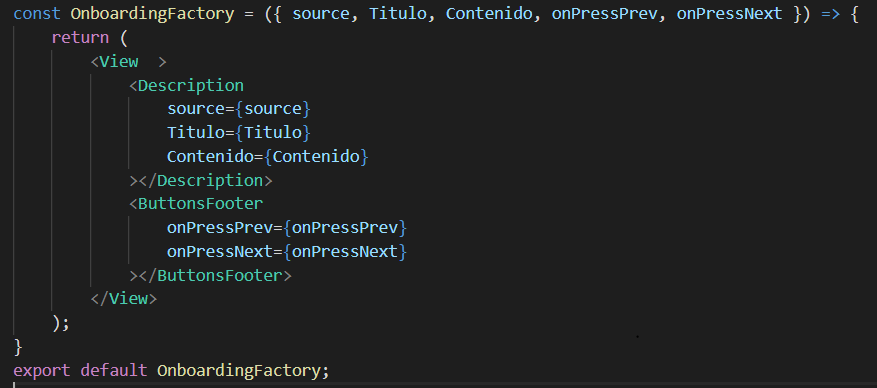 const OnboardingFactory = ({ source, Titulo, Contenido, onPressPrev, onPressNext }) => {
return (
<View  >
<Description
source={source}
Titulo={Titulo}
Contenido={Contenido}
></Description>
<ButtonsFooter
onPressPrev={onPressPrev}
onPressNext={onPressNext}
></ButtonsFooter>
</View>
);
}
export default OnboardingFactory;